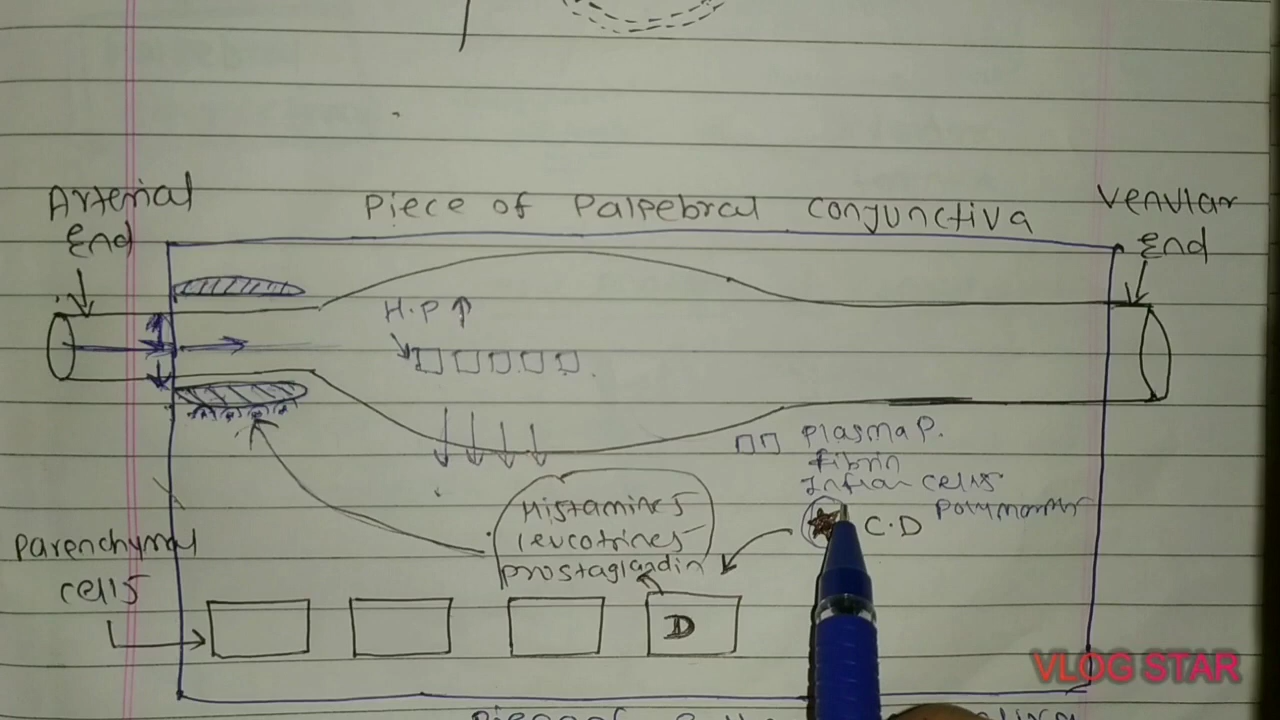 Arterial End
Piece of Palpebral conjunctiva
Venular End
H.P ↑
Plasma P.
fibrin
Inflam cells
Polymorphs
C.D
Histamines
leucotrines
prostaglandin
Parenchymal cells
D
VLOG STAR